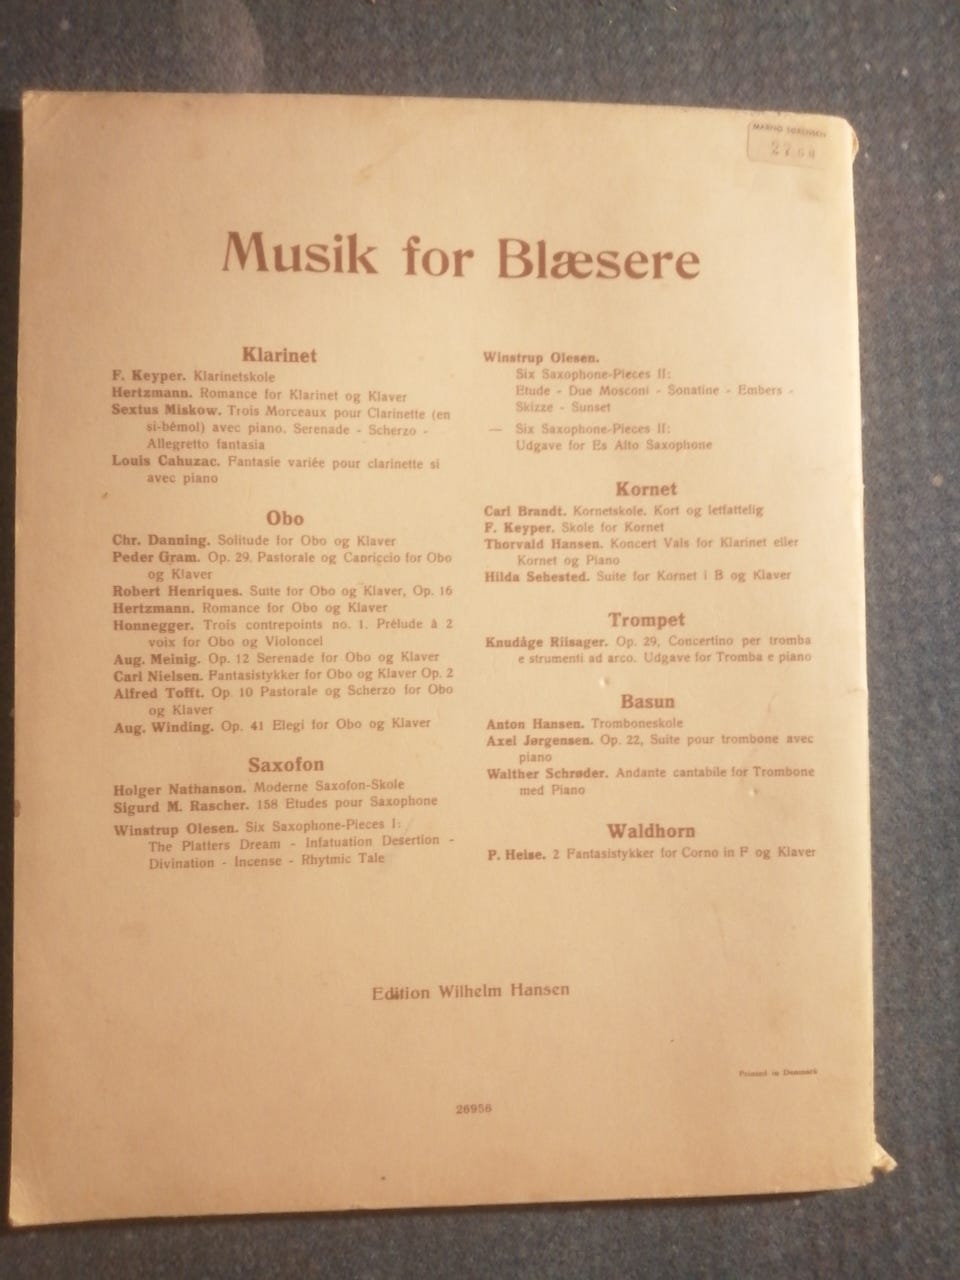 MARNO SØRENSEN
27.50
Musik for Blæsere
Klarinet
F. Keyper. Klarinetskole
Hertzmann. Romance for Klarinet og Klaver
Sextus Miskow. Trois Morceaux pour Clarinette (en
si-bémol) avec piano. Serenade - Scherzo -
Allegretto fantasia
Louis Cahuzac. Fantasie variée pour clarinette si
avec piano
Obo
Chr. Danning. Solitude for Obo og Klaver
Peder Gram. Op. 29. Pastorale og Capriccio for Obo
og Klaver
Robert Henriques. Suite for Obo og Klaver, Op. 16
Hertzmann. Romance for Obo og Klaver
Honnegger. Trois contrepoints no. 1. Prélude à 2
voix for Obo og Violoncel
Aug. Meinig. Op. 12 Serenade for Obo og Klaver
Carl Nielsen. Fantasistykker for Obo og Klaver Op. 2
Alfred Tofft. Op 10 Pastorale og Scherzo for Obo
og Klaver
Aug. Winding. Op. 41 Elegi for Obo og Klaver
Saxofon
Holger Nathanson. Moderne Saxofon-Skole
Sigurd M. Rascher. 158 Etudes pour Saxophone
Winstrup Olesen. Six Saxophone-Pieces I:
The Platters Dream - Infatuation Desertion -
Divination - Incense - Rhytmic Tale
Winstrup Olesen.
Six Saxophone-Pieces II:
Etude - Due Mosconi - Sonatine - Embers -
Skizze - Sunset
— Six Saxophone-Pieces II:
Udgave for Es Alto Saxophone
Kornet
Carl Brandt. Kornetskole. Kort og letfattelig
F. Keyper. Skole for Kornet
Thorvald Hansen. Koncert Vals for Klarinet eller
Kornet og Piano
Hilda Sehested. Suite for Kornet i B og Klaver
Trompet
Knudåge Riisager. Op. 29, Concertino per tromba
e strumenti ad arco. Udgave for Tromba e piano
Basun
Anton Hansen. Tromboneskole
Axel Jørgensen. Op. 22, Suite pour trombone avec
piano
Walther Schrøder. Andante cantabile for Trombone
med Piano
Waldhorn
P. Heise. 2 Fantasistykker for Corno in F og Klaver
Edition Wilhelm Hansen
Printed in Denmark
26956